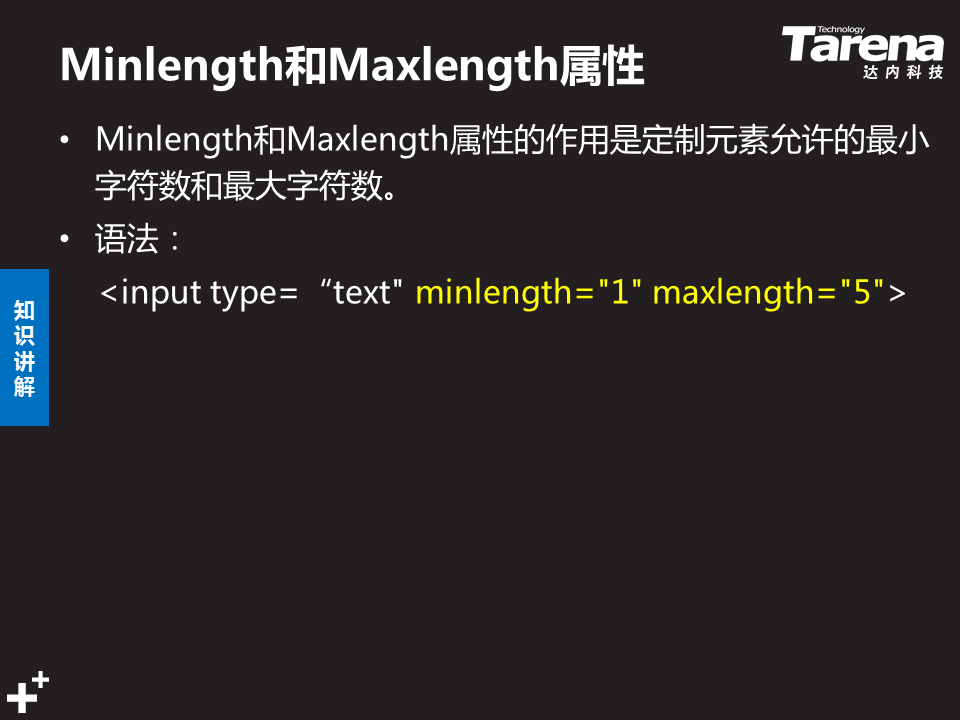 Minlength和Maxlength属性
Technology
Tarena
达内科技
• Minlength和Maxlength属性的作用是定制元素允许的最小
字符数和最大字符数。
• 语法：
<input type=“text" minlength="1" maxlength="5">
知
识
讲
解